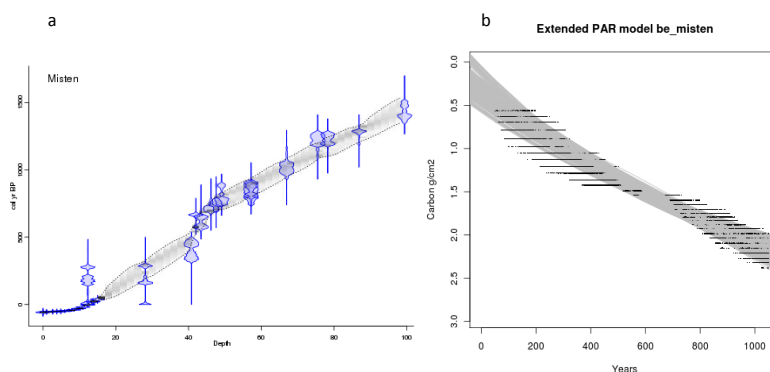 a
b
Misten
cal yr BP
0
500
1000
1500
0
20
40
60
80
100
Depth
Extended PAR model be_misten
Carbon g/cm2
0.0
0.5
1.0
1.5
2.0
2.5
3.0
0
200
400
600
800
1000
Years